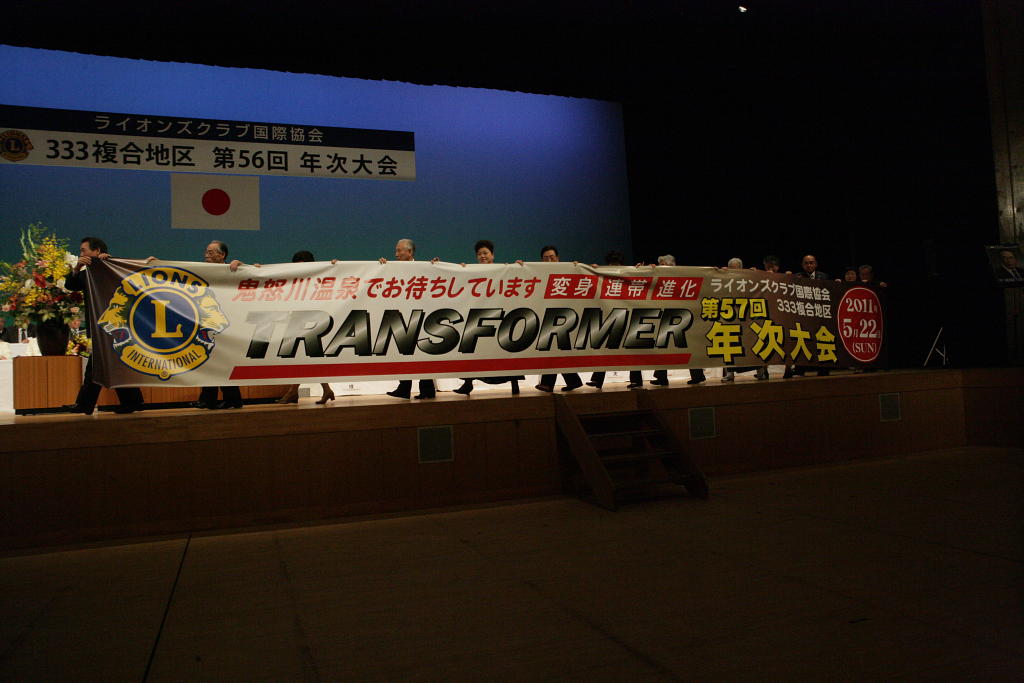 ライオンズクラブ国際協会
L
333複合地区 第56回 年次大会
LIONS
L
INTERNATIONAL
®
鬼怒川温泉でお待ちしています 変身 連帯 進化
TRANSFORMER
第57回
年次大会
ライオンズクラブ国際協会
333複合地区
2011年
5月22日
(SUN)